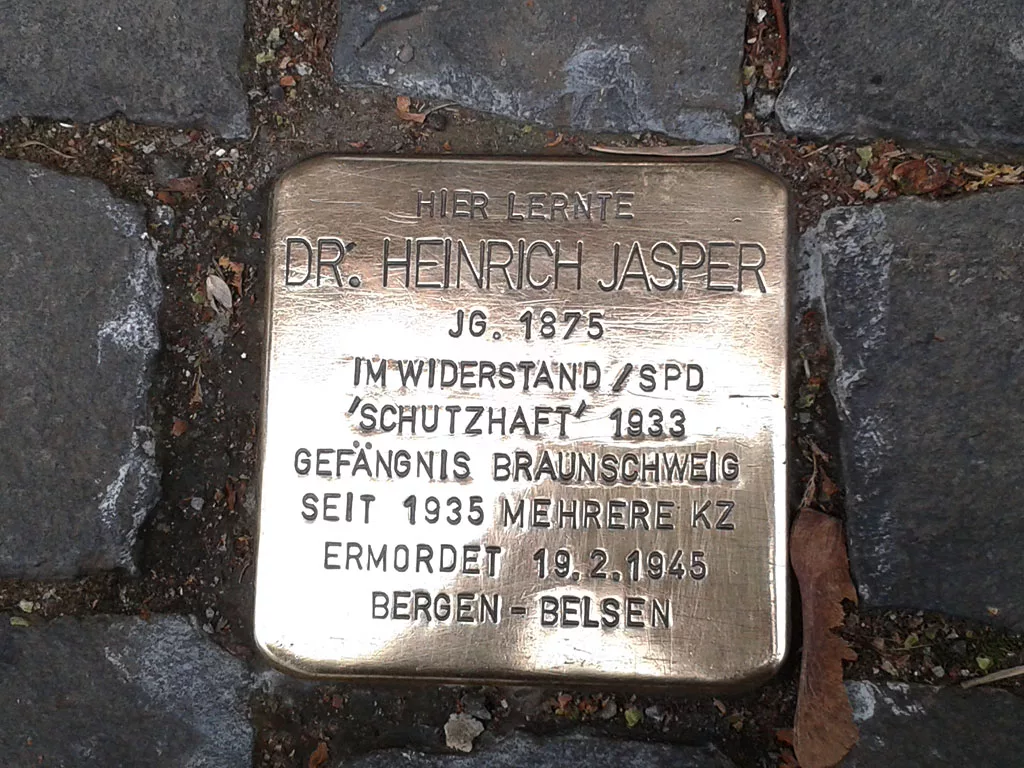 HIER LERNTE
DR. HEINRICH JASPER
JG. 1875
IM WIDERSTAND / SPD
'SCHUTZHAFT' 1933
GEFÄNGNIS BRAUNSCHWEIG
SEIT 1935 MEHRERE KZ
ERMORDET 19.2.1945
BERGEN - BELSEN